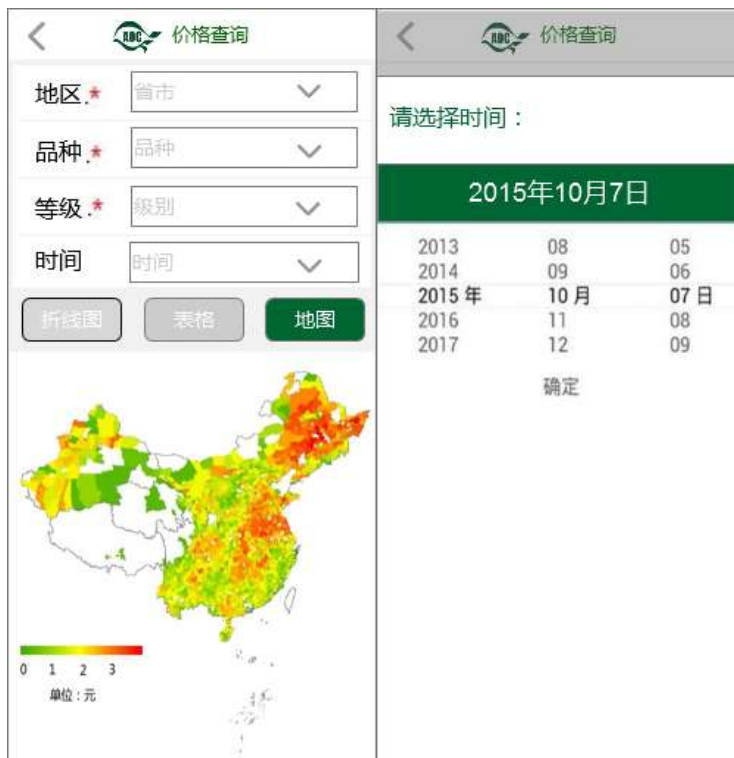 ADC 价格查询
地区.*
省市
品种.*
品种
等级.*
级别
时间
时间
折线图
表格
地图
0 1 2 3
单位：元
ADC 价格查询
请选择时间：
2015年10月7日
2013 08 05
2014 09 06
2015 年 10 月 07 日
2016 11 08
2017 12 09
确定